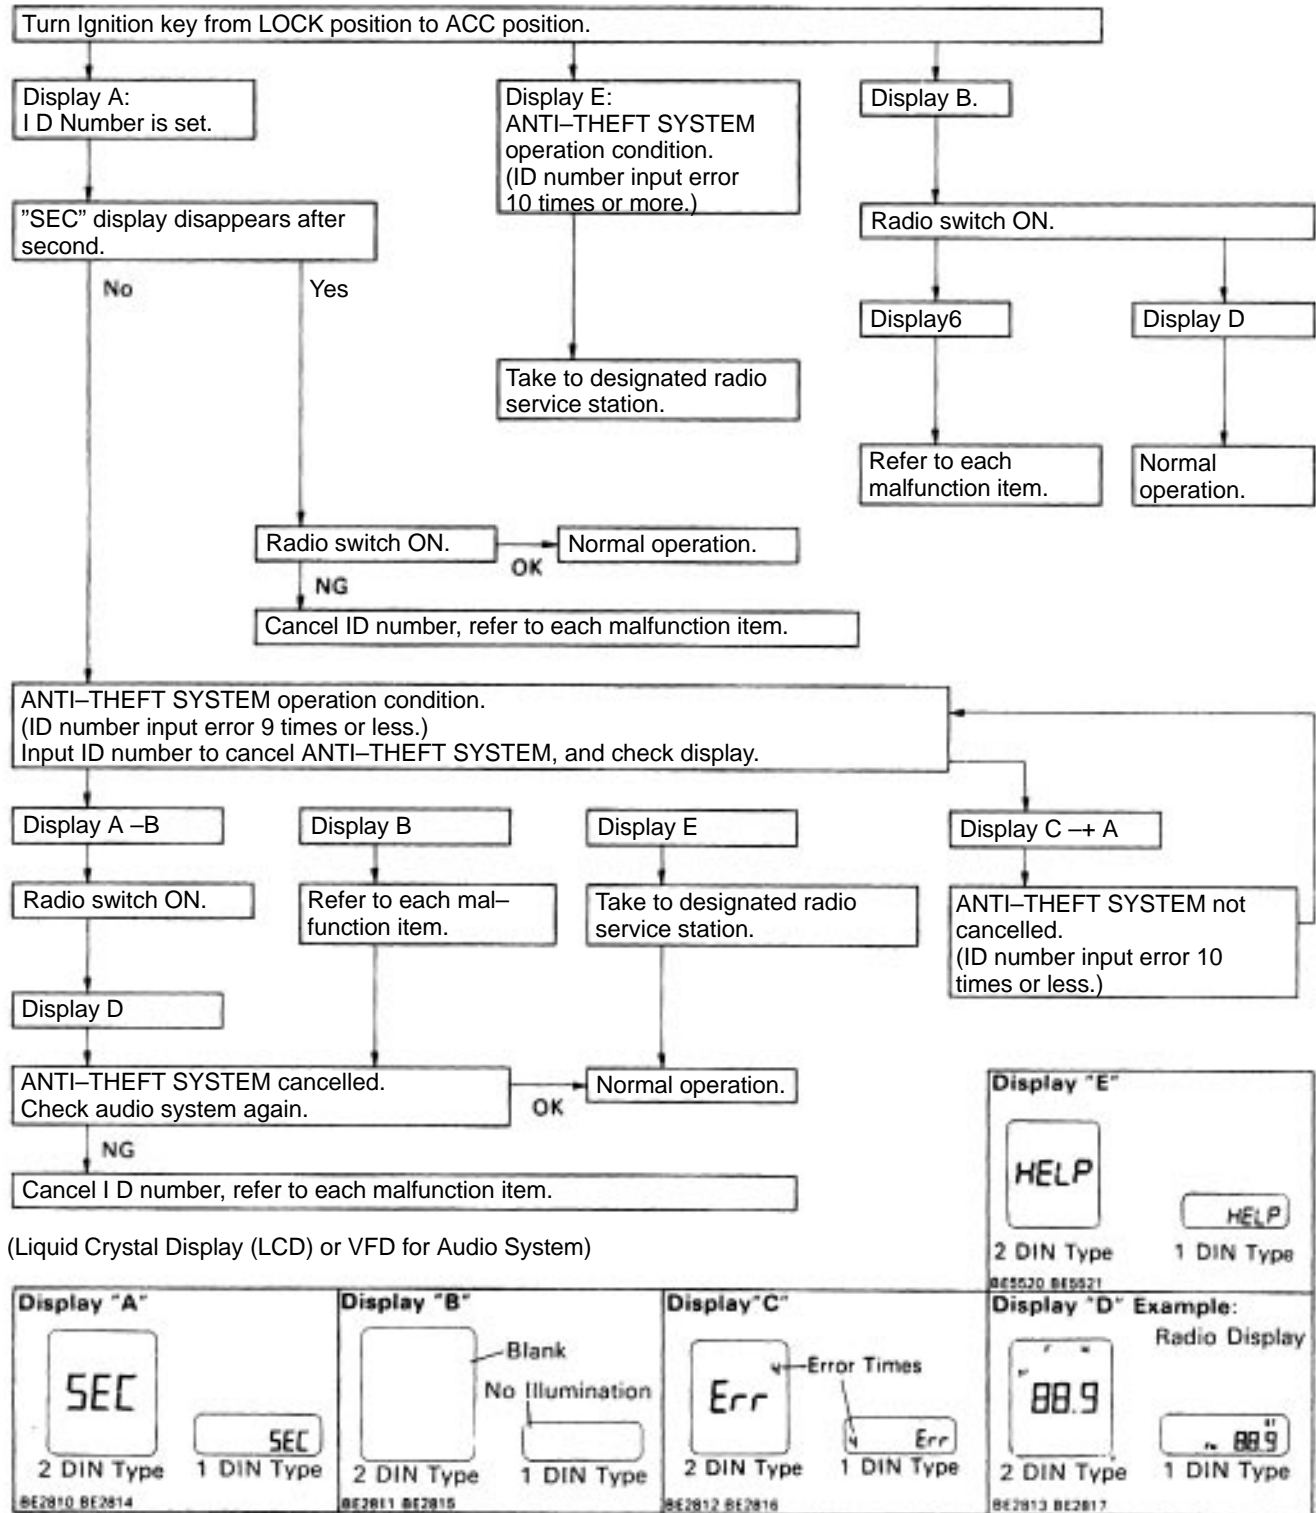 Turn Ignition key from LOCK position to ACC position.
Display A:
I D Number is set.
Display E:
ANTI–THEFT SYSTEM
operation condition.
(ID number input error
10 times or more.)
Display B.
"SEC" display disappears after
second.
Radio switch ON.
No
Yes
Display6
Display D
Take to designated radio
service station.
Refer to each
malfunction item.
Normal
operation.
Radio switch ON.
OK
Normal operation.
NG
Cancel ID number, refer to each malfunction item.
ANTI–THEFT SYSTEM operation condition.
(ID number input error 9 times or less.)
Input ID number to cancel ANTI–THEFT SYSTEM, and check display.
Display A –B
Display B
Display E
Display C –+ A
Radio switch ON.
Refer to each mal–
function item.
Take to designated radio
service station.
ANTI–THEFT SYSTEM not
cancelled.
(ID number input error 10
times or less.)
Display D
ANTI–THEFT SYSTEM cancelled.
Check audio system again.
OK
Normal operation.
NG
Cancel I D number, refer to each malfunction item.
Display "E"
HELP
HELP
2 DIN Type
1 DIN Type
BE5520 BE5521
(Liquid Crystal Display (LCD) or VFD for Audio System)
Display "A"
SEC
SEC
2 DIN Type
1 DIN Type
BE2810 BE2814
Display "B"
Blank
No Illumination
2 DIN Type
1 DIN Type
BE2811 BE2815
Display"C"
4
Error Times
Err
4 Err
2 DIN Type
1 DIN Type
BE2812 BE2816
Display "D" Example:
Radio Display
88.9
88.9
2 DIN Type
1 DIN Type
BE2813 BE2817